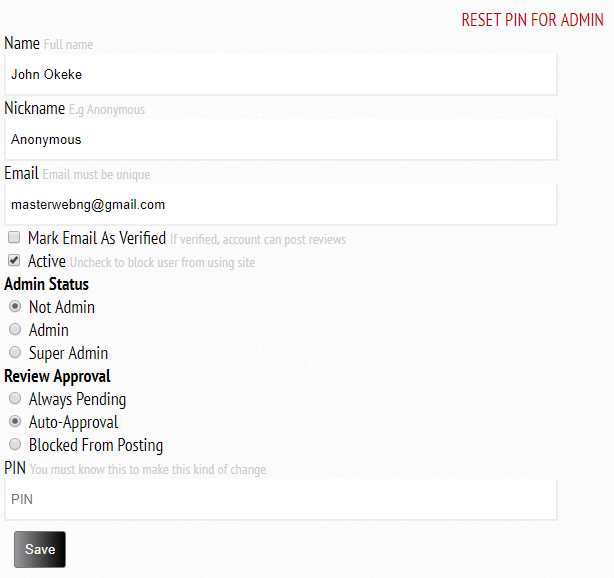 RESET PIN FOR ADMIN
Name Full name
John Okeke
Nickname E.g Anonymous
Anonymous
Email Email must be unique
masterwebng@gmail.com
Mark Email As Verified If verified, account can post reviews
Active Uncheck to block user from using site
Admin Status
Not Admin
Admin
Super Admin
Review Approval
Always Pending
Auto-Approval
Blocked From Posting
PIN You must know this to make this kind of change
PIN
Save